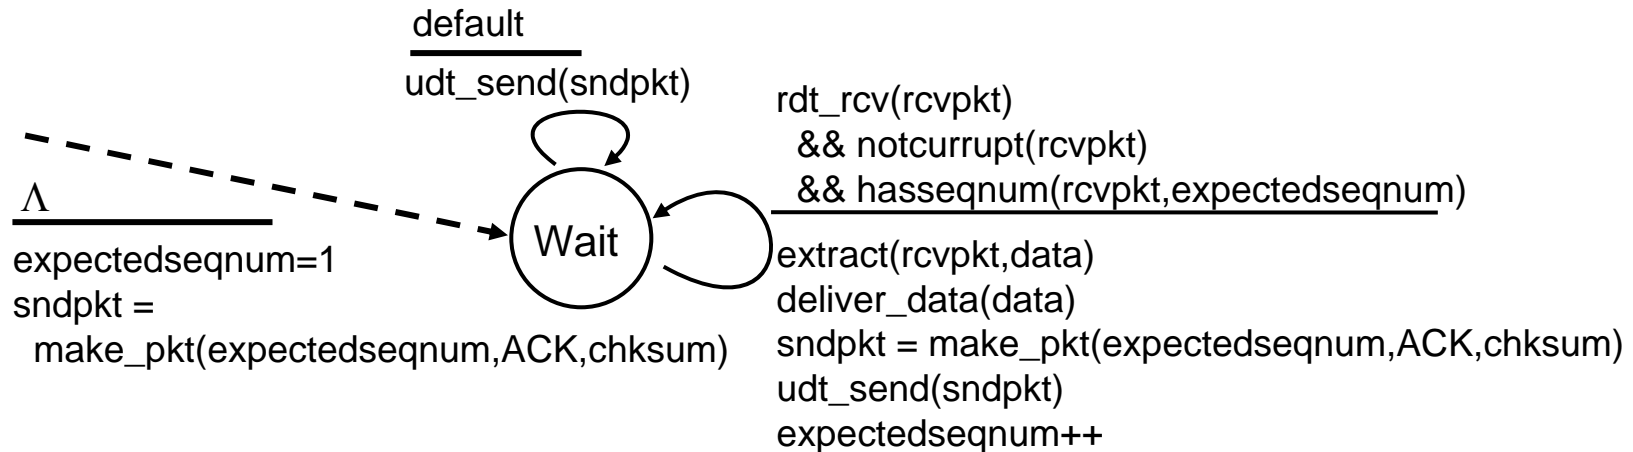 default
udt_send(sndpkt)
rdt_rcv(rcvpkt)
&& notcurrupt(rcvpkt)
&& hasseqnum(rcvpkt,expectedseqnum)
Λ
expectedseqnum=1
sndpkt =
make_pkt(expectedseqnum,ACK,chksum)
Wait
extract(rcvpkt,data)
deliver_data(data)
sndpkt = make_pkt(expectedseqnum,ACK,chksum)
udt_send(sndpkt)
expectedseqnum++